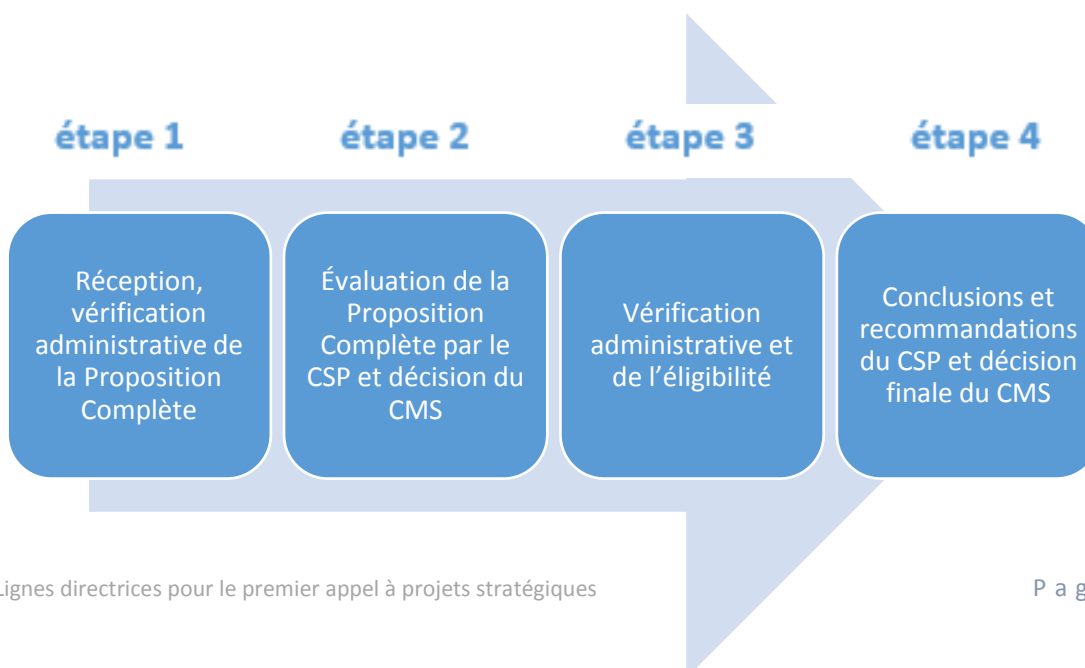 étape 1
étape 2
étape 3
étape 4
Réception,
vérification
administrative de
la Proposition
Complète
Évaluation de la
Proposition
Complète par le
CSP et décision du
CMS
Vérification
administrative et
de l’éligibilité
Conclusions et
recommandations
du CSP et décision
finale du CMS
Lignes directrices pour le premier appel à projets stratégiques
P a g